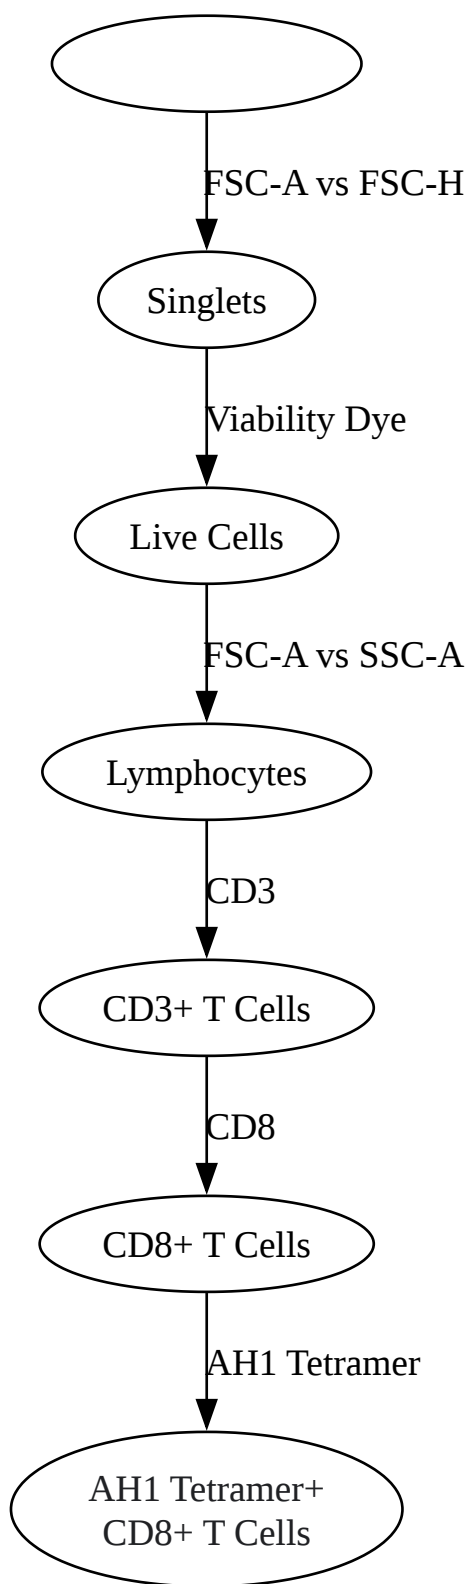 FSC-A vs FSC-H
Singlets
Viability Dye
Live Cells
FSC-A vs SSC-A
Lymphocytes
CD3
CD3+ T Cells
CD8
CD8+ T Cells
AH1 Tetramer
AH1 Tetramer+
CD8+ T Cells